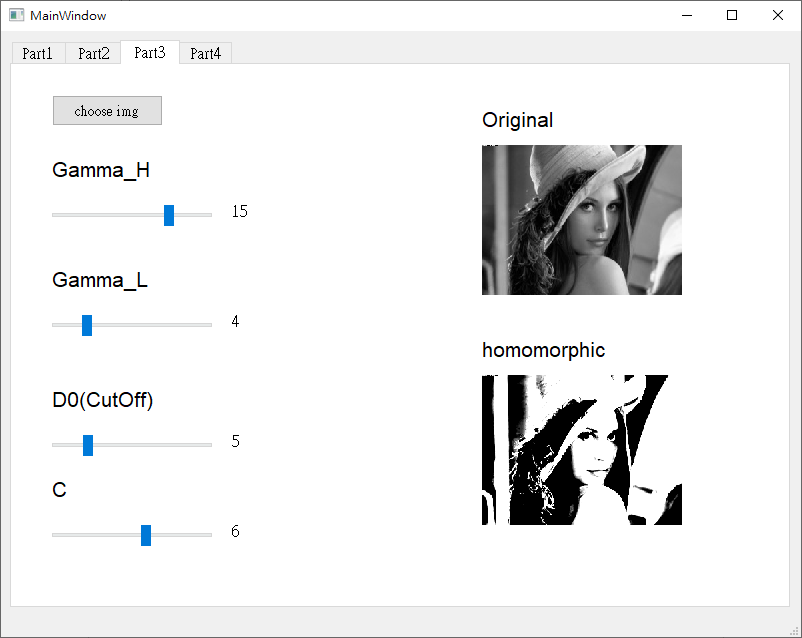 MainWindow
Part1
Part2
Part3
Part4
choose img
Gamma_H
15
Gamma_L
4
D0(CutOff)
5
C
6
Original
homomorphic